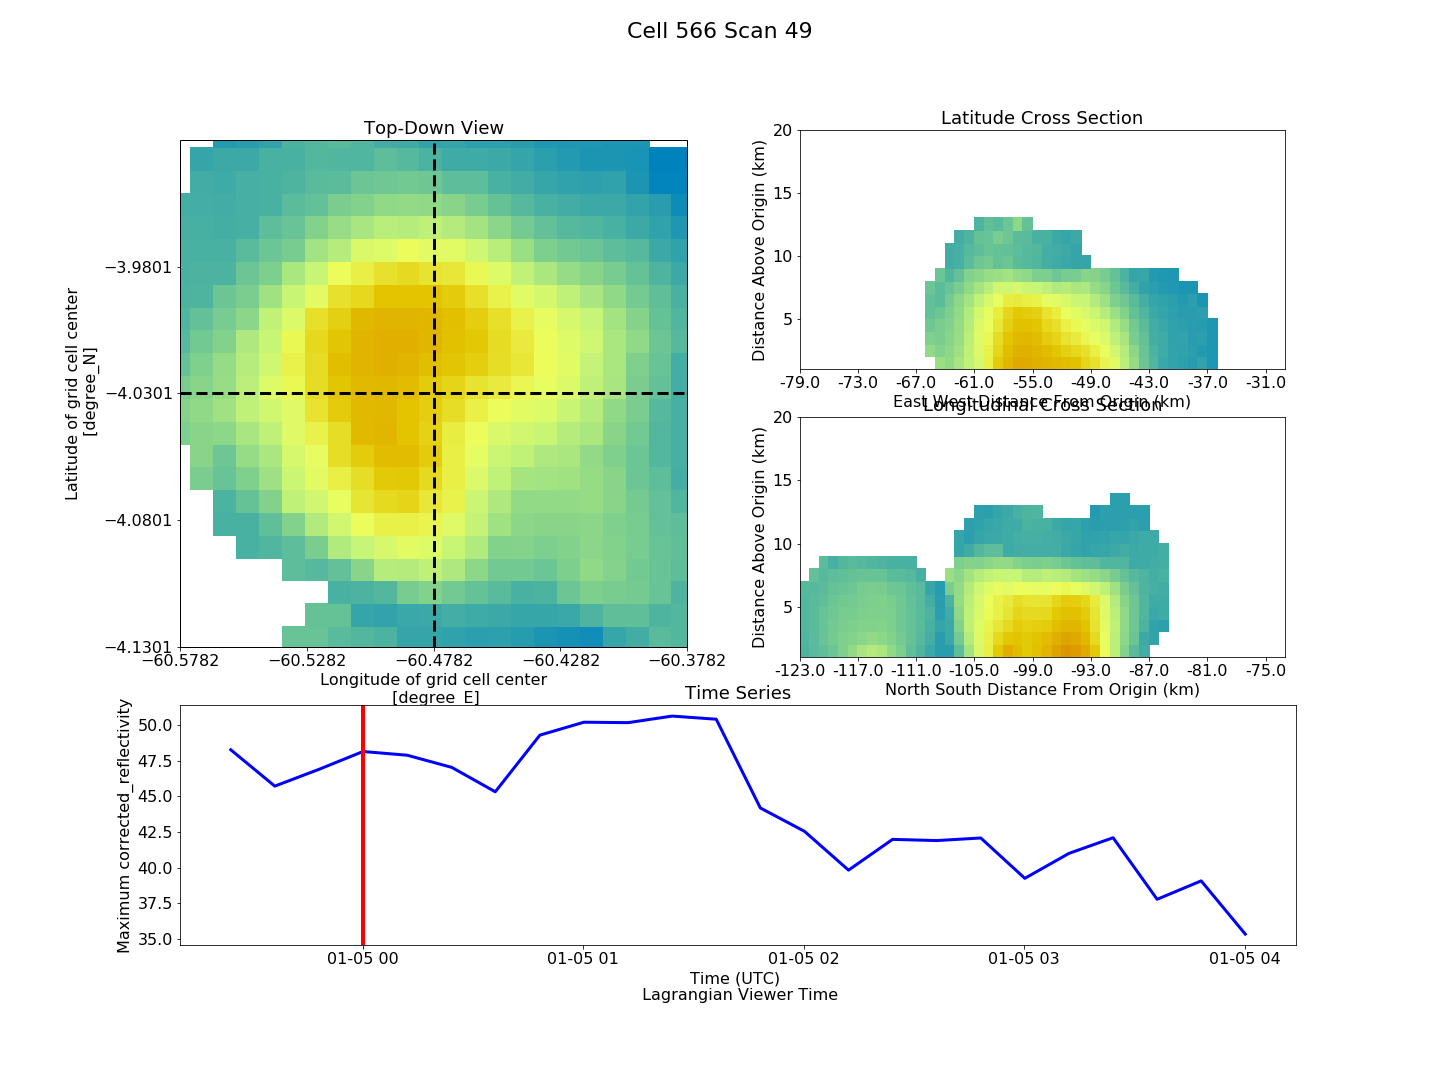 Cell 566 Scan 49
Top-Down View
Latitude of grid cell center
[degree_N]
−3.9801
−4.0301
−4.0801
−4.1301
−60.5782 −60.5282 −60.4782 −60.4282 −60.3782
Longitude of grid cell center
[degree_E]
Latitude Cross Section
Distance Above Origin (km)
20
15
10
5
-79.0 -73.0 -67.0 -61.0 -55.0 -49.0 -43.0 -37.0 -31.0
East West Distance From Origin (km)
Longitudinal Cross Section
Distance Above Origin (km)
20
15
10
5
-123.0 -117.0 -111.0 -105.0 -99.0 -93.0 -87.0 -81.0 -75.0
North South Distance From Origin (km)
Time Series
Maximum corrected_reflectivity
50.0
47.5
45.0
42.5
40.0
37.5
35.0
01-05 00 01-05 01 01-05 02 01-05 03 01-05 04
Time (UTC)
Lagrangian Viewer Time